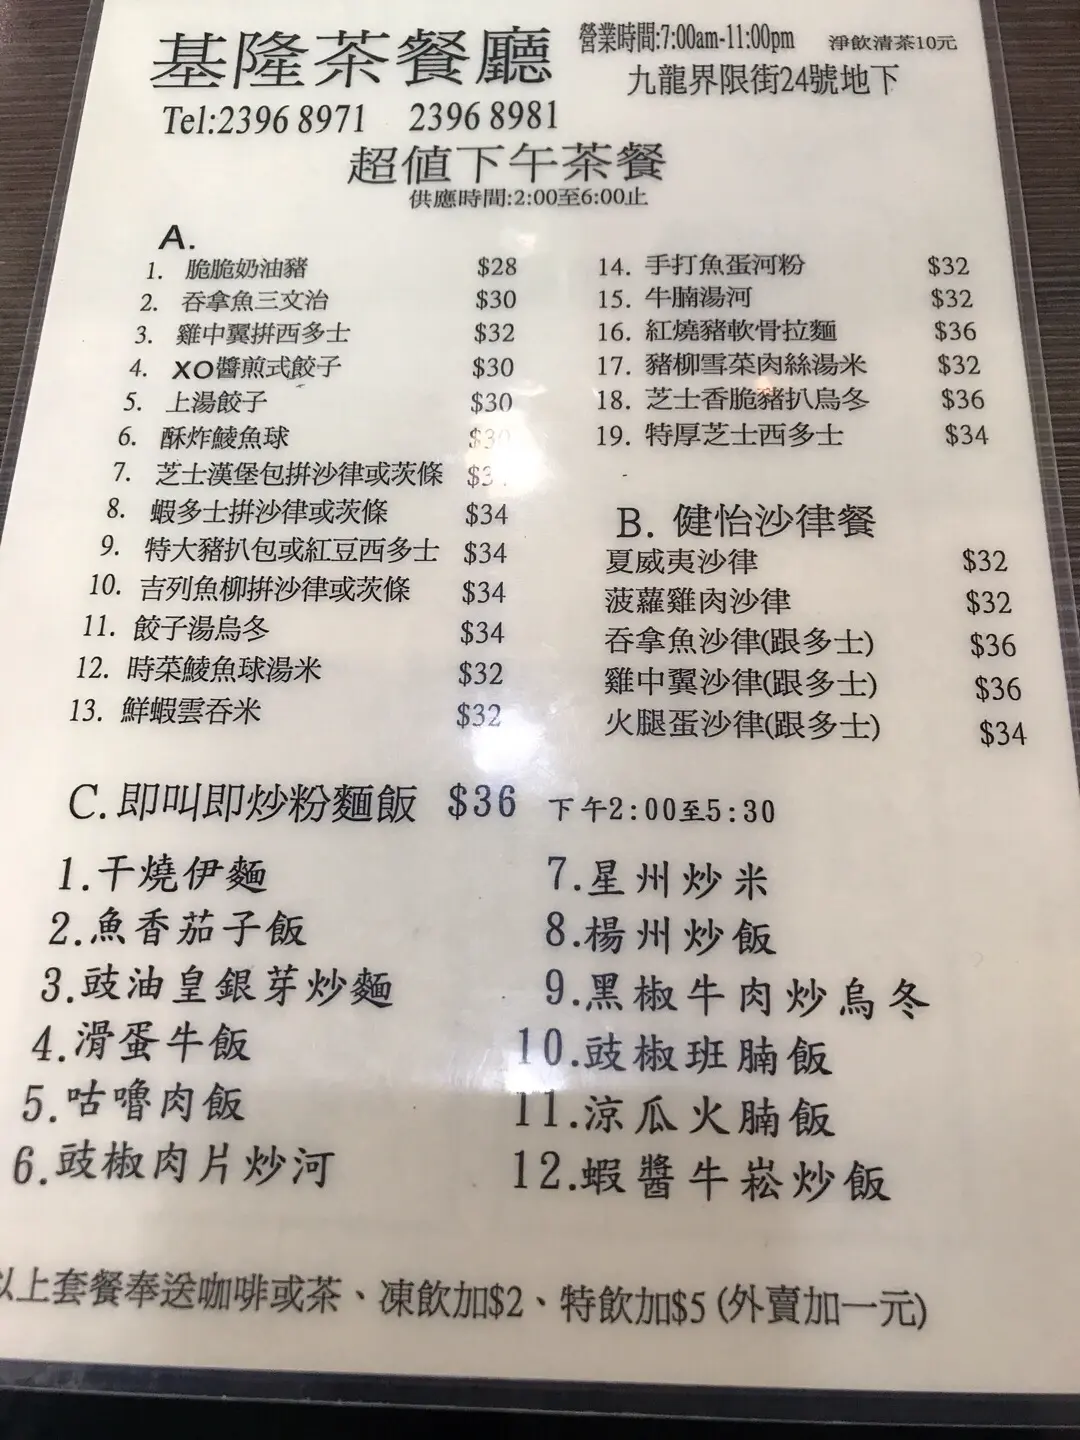 基隆茶餐廳
營業時間:7:00am-11:00pm 淨飲清茶10元
九龍界限街24號地下
Tel:2396 8971 2396 8981
超值下午茶餐
供應時間:2:00至6:00止
A.
1. 脆脆奶油豬 $28
2. 吞拿魚三文治 $30
3. 雞中翼拼西多士 $32
4. XO醬煎式餃子 $30
5. 上湯餃子 $30
6. 酥炸鯪魚球 $30
7. 芝士漢堡包拼沙律或茨條
8. 蝦多士拼沙律或茨條 $34
9. 特大豬扒包或紅豆西多士 $34
10. 吉列魚柳拼沙律或茨條 $34
11. 餃子湯烏冬 $34
12. 時菜鯪魚球湯米 $32
13. 鮮蝦雲吞米 $32
14. 手打魚蛋河粉 $32
15. 牛腩湯河 $32
16. 紅燒豬軟骨拉麵 $36
17. 豬柳雪菜肉絲湯米 $32
18. 芝士香脆豬扒烏冬 $36
19. 特厚芝士西多士 $34
B. 健怡沙律餐
夏威夷沙律 $32
菠蘿雞肉沙律 $32
吞拿魚沙律(跟多士) $36
雞中翼沙律(跟多士) $36
火腿蛋沙律(跟多士) $34
C. 即叫即炒粉麵飯 $36 下午2:00至5:30
1.干燒伊麵
2.魚香茄子飯
3.豉油皇銀芽炒麵
4.滑蛋牛飯
5.咕嚕肉飯
6.豉椒肉片炒河
7.星州炒米
8.楊州炒飯
9.黑椒牛肉炒烏冬
10.豉椒班腩飯
11.涼瓜火腩飯
12.蝦醬牛崧炒飯
以上套餐奉送咖啡或茶、凍飲加$2、特飲加$5 (外賣加一元)